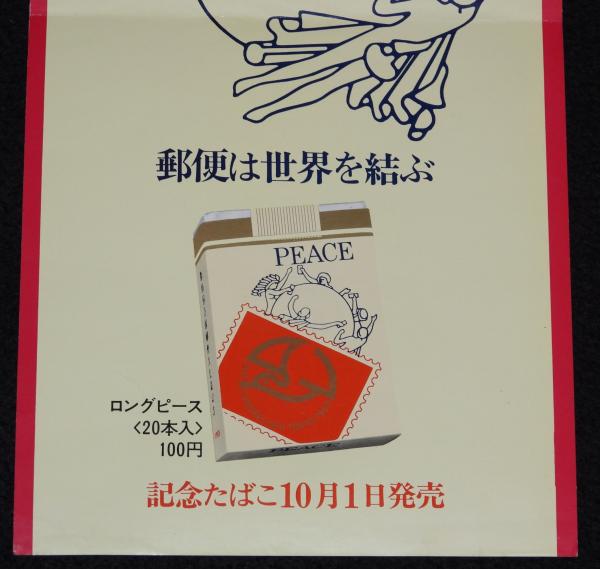 郵便は世界を結ぶ
PEACE
PEACE
ロングピース
〈20本入〉
100円
記念たばこ10月1日発売